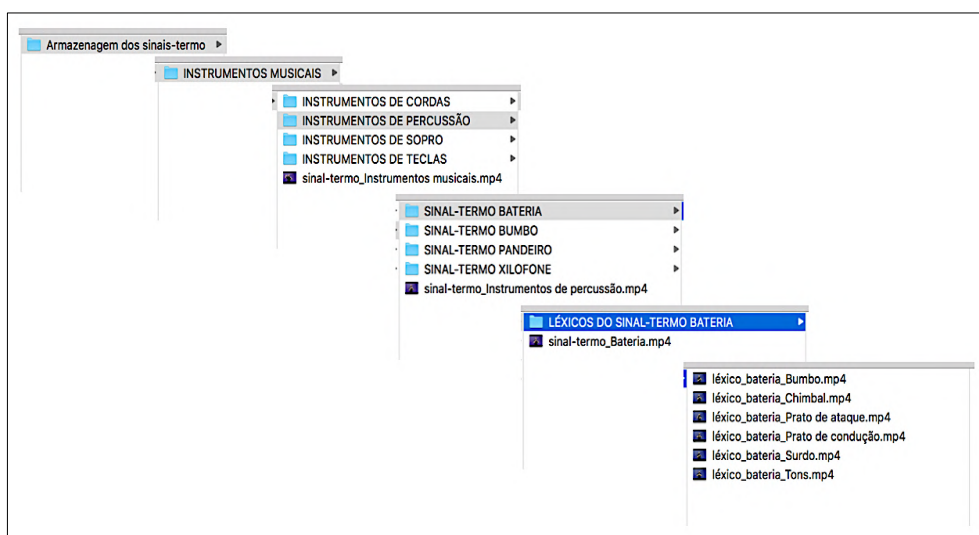 Armazenagem dos sinais-termo
INSTRUMENTOS MUSICAIS
INSTRUMENTOS DE CORDAS
INSTRUMENTOS DE PERCUSSÃO
INSTRUMENTOS DE SOPRO
INSTRUMENTOS DE TECLAS
sinal-termo_Instrumentos musicais.mp4
SINAL-TERMO BATERIA
SINAL-TERMO BUMBO
SINAL-TERMO PANDEIRO
SINAL-TERMO XILOFONE
sinal-termo_Instrumentos de percussão.mp4
LÉXICOS DO SINAL-TERMO BATERIA
sinal-termo_Bateria.mp4
léxico_bateria_Bumbo.mp4
léxico_bateria_Chimbal.mp4
léxico_bateria_Prato de ataque.mp4
léxico_bateria_Prato de condução.mp4
léxico_bateria_Surdo.mp4
léxico_bateria_Tons.mp4